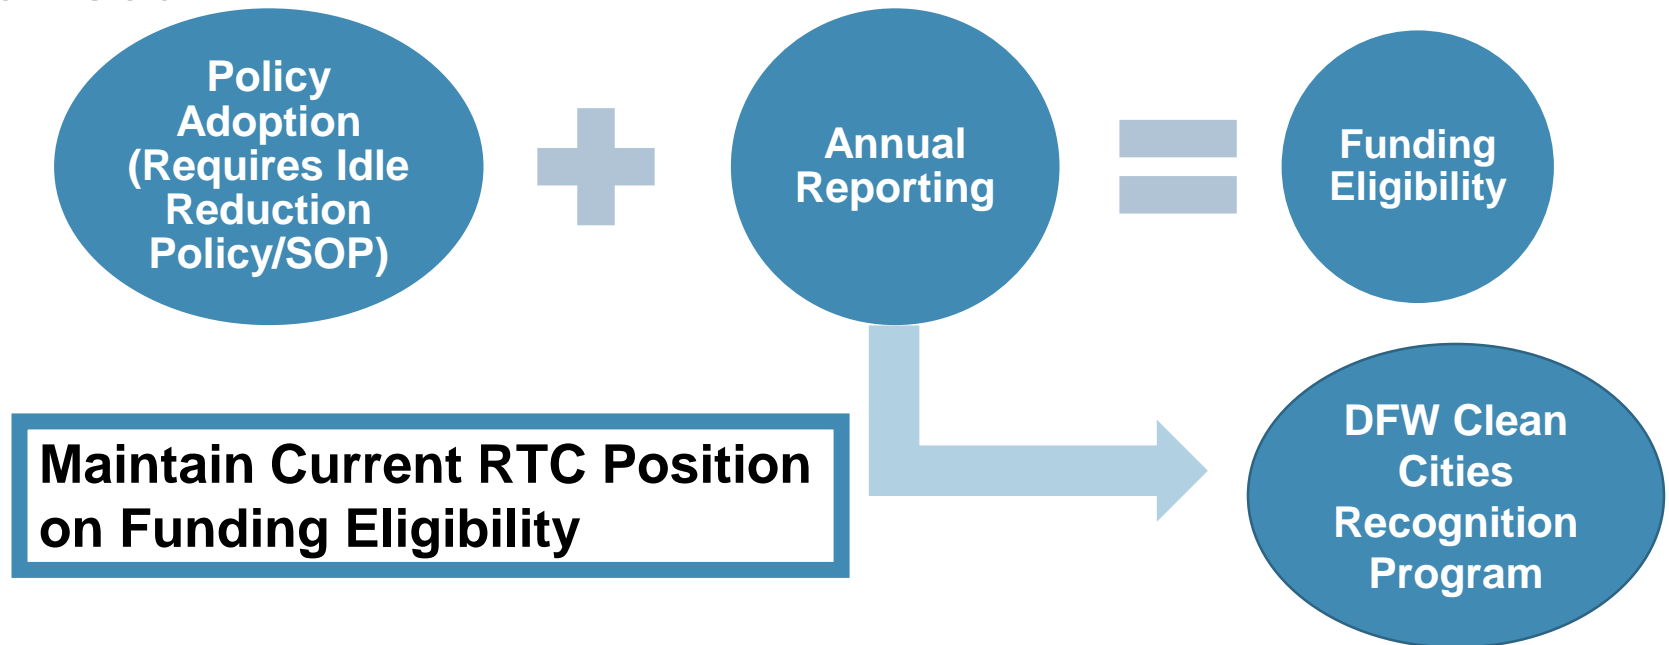 Policy
Adoption
(Requires Idle
Reduction
Policy/SOP)
Annual
Reporting
Funding
Eligibility
Maintain Current RTC Position
on Funding Eligibility
DFW Clean
Cities
Recognition
Program